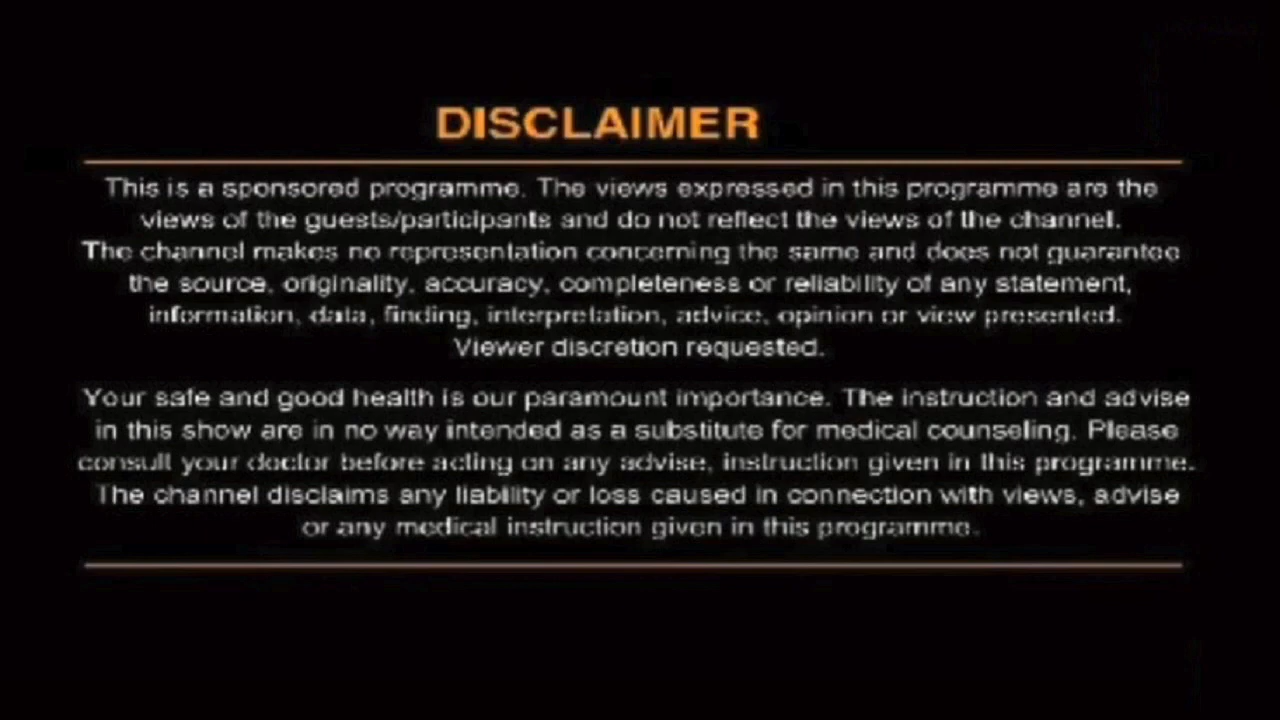 DISCLAIMER
This is a sponsored programme. The views expressed in this programme are the
views of the guests/participants and do not reflect the views of the channel.
The channel makes no representation concerning the same and does not guarantee
the source, originality, accuracy, completeness or reliability of any statement,
information, data, finding, interpretation, advice, opinion or view presented.
Viewer discretion requested.
Your safe and good health is our paramount importance. The instruction and advise
in this show are in no way intended as a substitute for medical counseling. Please
consult your doctor before acting on any advise, instruction given in this programme.
The channel disclaims any liability or loss caused in connection with views, advise
or any medical instruction given in this programme.